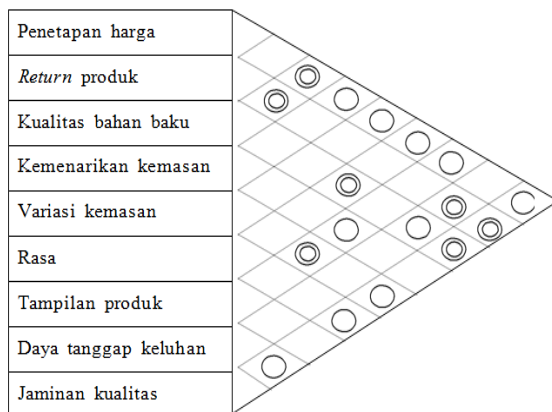 Penetapan harga
Return produk
Kualitas bahan baku
Kemenarikan kemasan
Variasi kemasan
Rasa
Tampilan produk
Daya tanggap keluhan
Jaminan kualitas